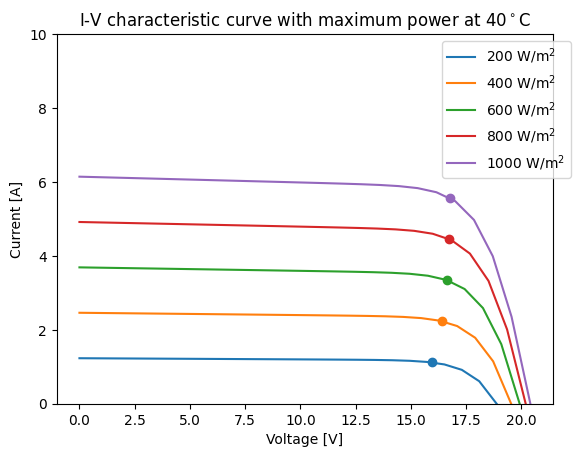 I-V characteristic curve with maximum power at 40°C
10
8
6
4
2
0
Current [A]
200 W/m²
400 W/m²
600 W/m²
800 W/m²
1000 W/m²
0.0 2.5 5.0 7.5 10.0 12.5 15.0 17.5 20.0
Voltage [V]